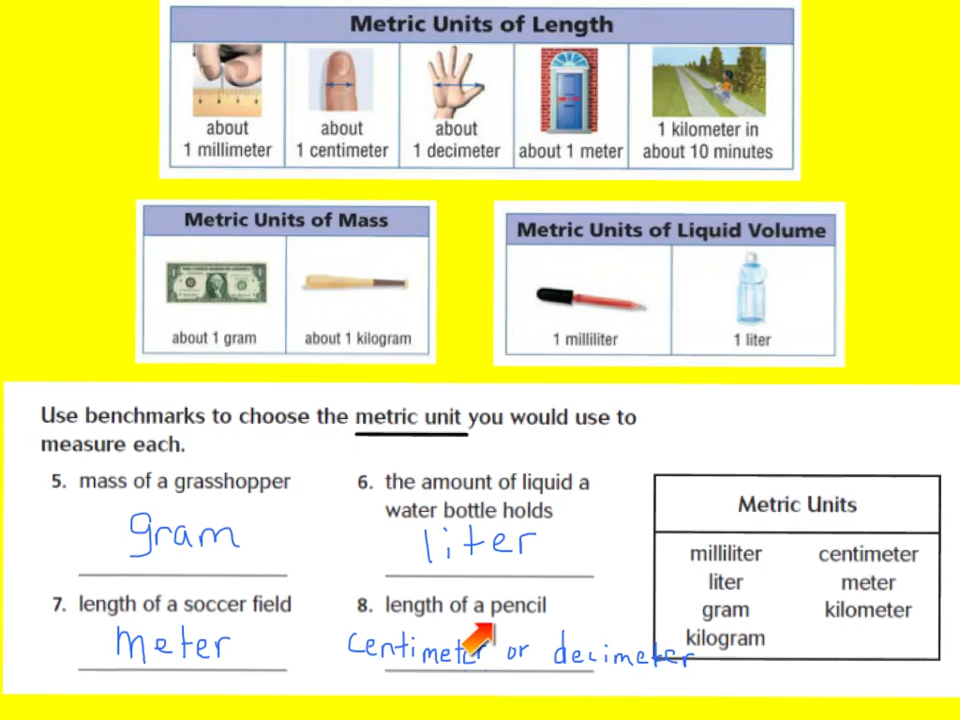 Metric Units of Length
about
1 millimeter
about
1 centimeter
about
1 decimeter
about 1 meter
1 kilometer in
about 10 minutes
Metric Units of Mass
about 1 gram
about 1 kilogram
Metric Units of Liquid Volume
1 milliliter
1 liter
Use benchmarks to choose the metric unit you would use to
measure each.
5. mass of a grasshopper
gram
6. the amount of liquid a
water bottle holds
liter
7. length of a soccer field
meter
8. length of a pencil
centimeter or decimeter
Metric Units
milliliter centimeter
liter meter
gram kilometer
kilogram